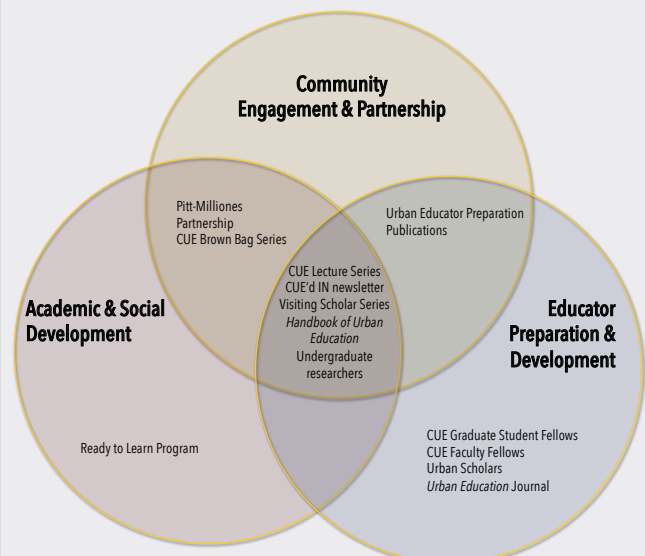 Community
Engagement & Partnership
Pitt-Milliones
Partnership
CUE Brown Bag Series
Urban Educator Preparation
Publications
CUE Lecture Series
CUE'd IN newsletter
Visiting Scholar Series
Handbook of Urban
Education
Undergraduate
researchers
Academic & Social
Development
Educator
Preparation &
Development
Ready to Learn Program
CUE Graduate Student Fellows
CUE Faculty Fellows
Urban Scholars
Urban Education Journal